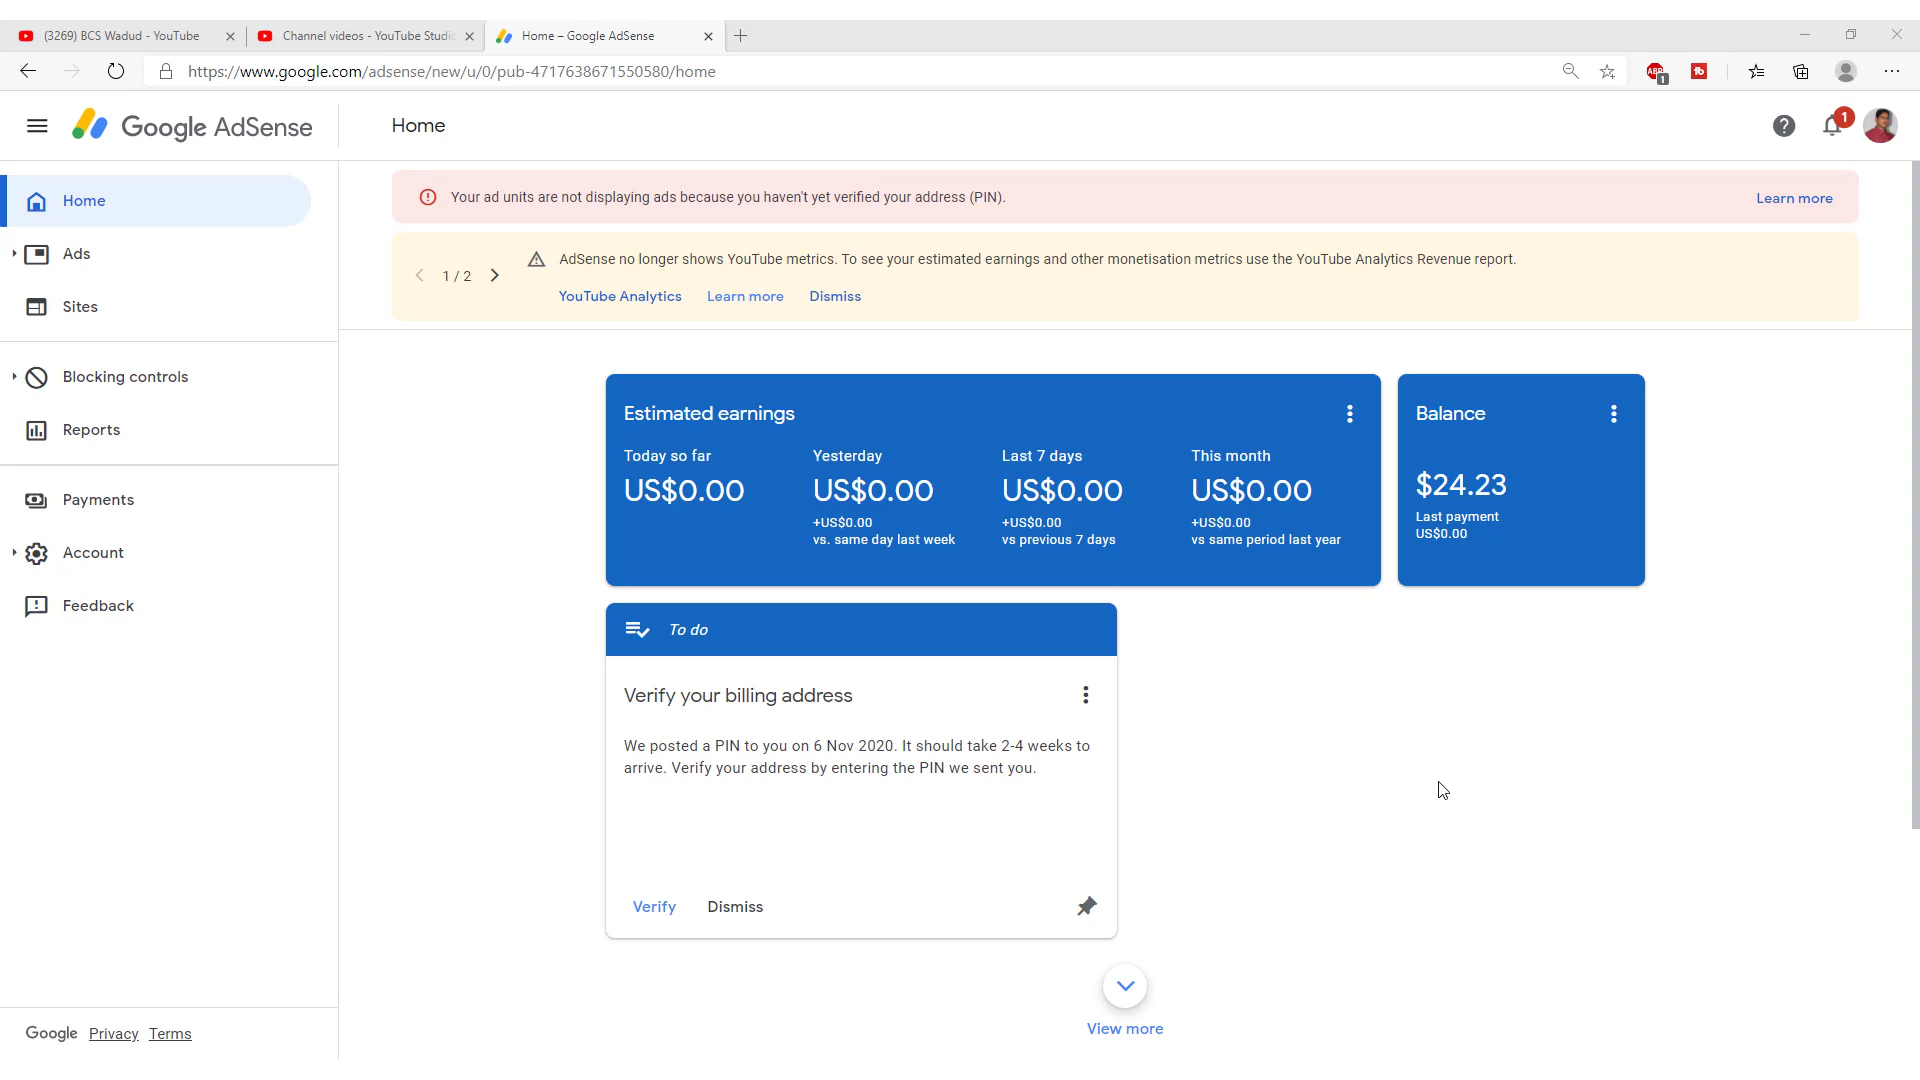 (3269) BCS Wadud - YouTube
Channel videos - YouTube Studio
Home – Google AdSense
https://www.google.com/adsense/new/u/0/pub-4717638671550580/home
ABP
1
tb
Google AdSense
Home
1
Home
Ads
Sites
Blocking controls
Reports
Payments
Account
Feedback
Google Privacy Terms
Your ad units are not displaying ads because you haven't yet verified your address (PIN).
Learn more
1 / 2
AdSense no longer shows YouTube metrics. To see your estimated earnings and other monetisation metrics use the YouTube Analytics Revenue report.
YouTube Analytics Learn more Dismiss
Estimated earnings
Today so far
US$0.00
Yesterday
US$0.00
+US$0.00
vs. same day last week
Last 7 days
US$0.00
+US$0.00
vs previous 7 days
This month
US$0.00
+US$0.00
vs same period last year
Balance
$24.23
Last payment
US$0.00
To do
Verify your billing address
We posted a PIN to you on 6 Nov 2020. It should take 2-4 weeks to
arrive. Verify your address by entering the PIN we sent you.
Verify Dismiss
View more